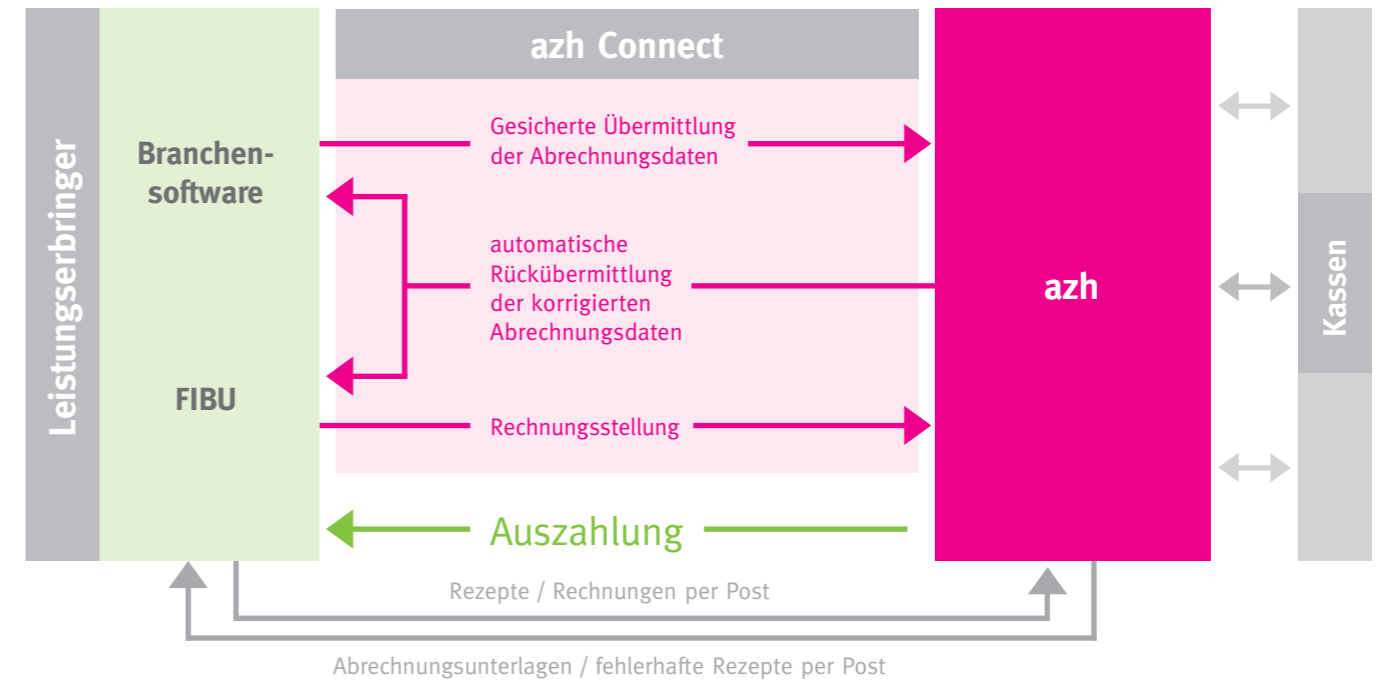 Leistungserbringer
Branchen-
software
FIBU
azh Connect
Gesicherte Übermittlung
der Abrechnungsdaten
automatische
Rückübermittlung
der korrigierten
Abrechnungsdaten
Rechnungsstellung
Auszahlung
azh
Kassen
Rezepte / Rechnungen per Post
Abrechnungsunterlagen / fehlerhafte Rezepte per Post